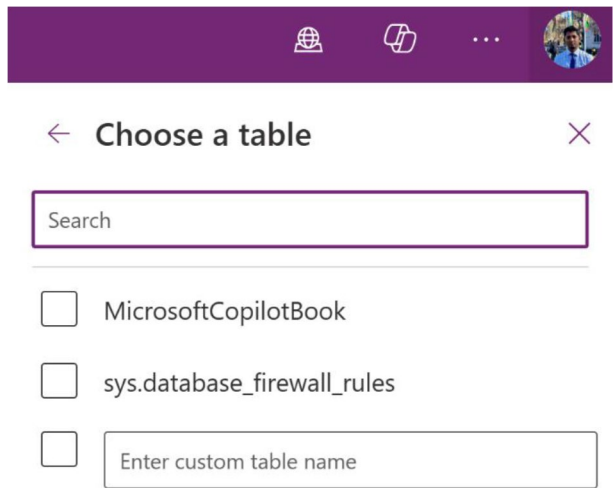 Choose a table
Search
MicrosoftCopilotBook
sys.database_firewall_rules
Enter custom table name